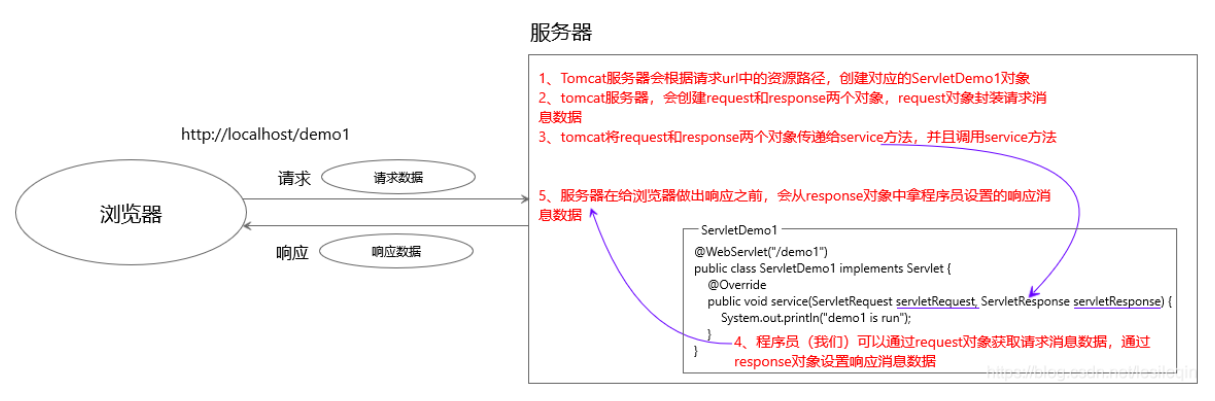 服务器
1、Tomcat服务器会根据请求url中的资源路径，创建对应的ServletDemo1对象
2、tomcat服务器，会创建request和response两个对象，request对象封装请求消
息数据
3、tomcat将request和response两个对象传递给service方法，并且调用service方法
http://localhost/demo1
请求
请求数据
浏览器
5、服务器在给浏览器做出响应之前，会从response对象中拿程序员设置的响应消
息数据
响应
响应数据
ServletDemo1
@WebServlet("/demo1")
public class ServletDemo1 implements Servlet {
@Override
public void service(ServletRequest servletRequest, ServletResponse servletResponse) {
System.out.println("demo1 is run");
}
4、程序员（我们）可以通过request对象获取请求消息数据，通过
}
response对象设置响应消息数据